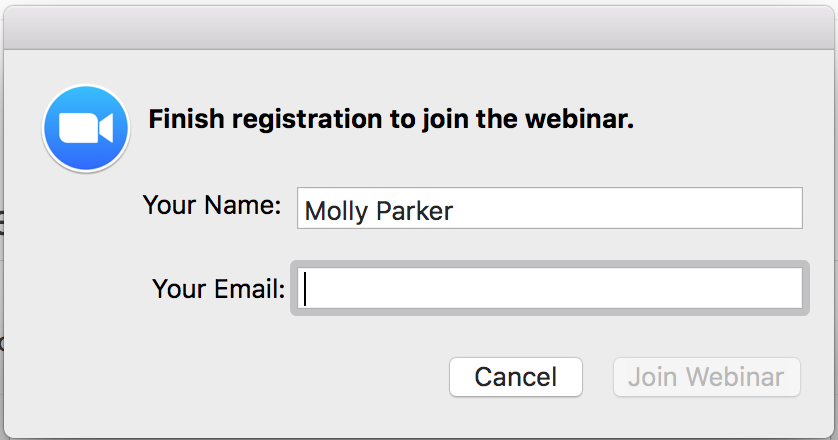 Finish registration to join the webinar.
Your Name: Molly Parker
Your Email:
Cancel Join Webinar